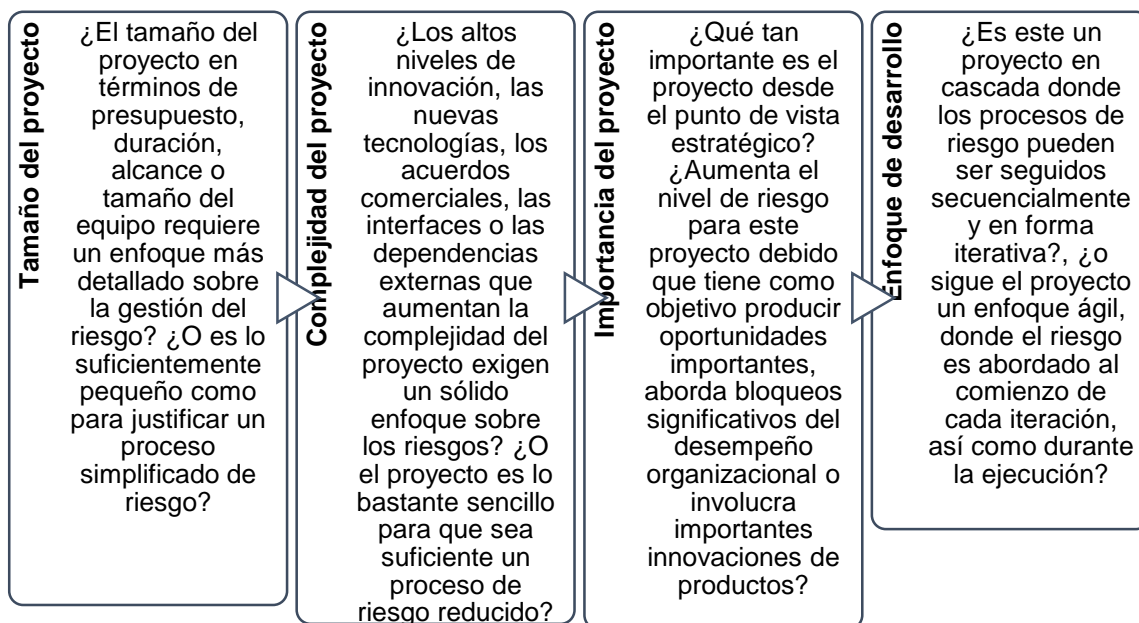 Tamaño del proyecto
¿El tamaño del
proyecto en
términos de
presupuesto,
duración,
alcance o
tamaño del
equipo requiere
un enfoque más
detallado sobre
la gestión del
riesgo? ¿O es lo
suficientemente
pequeño como
para justificar un
proceso
simplificado de
riesgo?
Complejidad del proyecto
¿Los altos
niveles de
innovación, las
nuevas
tecnologías, los
acuerdos
comerciales, las
interfaces o las
dependencias
externas que
aumentan la
complejidad del
proyecto exigen
un sólido
enfoque sobre
los riesgos? ¿O
el proyecto es lo
bastante sencillo
para que sea
suficiente un
proceso de
riesgo reducido?
Importancia del proyecto
¿Qué tan
importante es el
proyecto desde
el punto de vista
estratégico?
¿Aumenta el
nivel de riesgo
para este
proyecto debido
que tiene como
objetivo producir
oportunidades
importantes,
aborda bloqueos
significativos del
desempeño
organizacional o
involucra
importantes
innovaciones de
productos?
Enfoque de desarrollo
¿Es este un
proyecto en
cascada donde
los procesos de
riesgo pueden
ser seguidos
secuencialmente
y en forma
iterativa?, ¿o
sigue el proyecto
un enfoque ágil,
donde el riesgo
es abordado al
comienzo de
cada iteración,
así como durante
la ejecución?